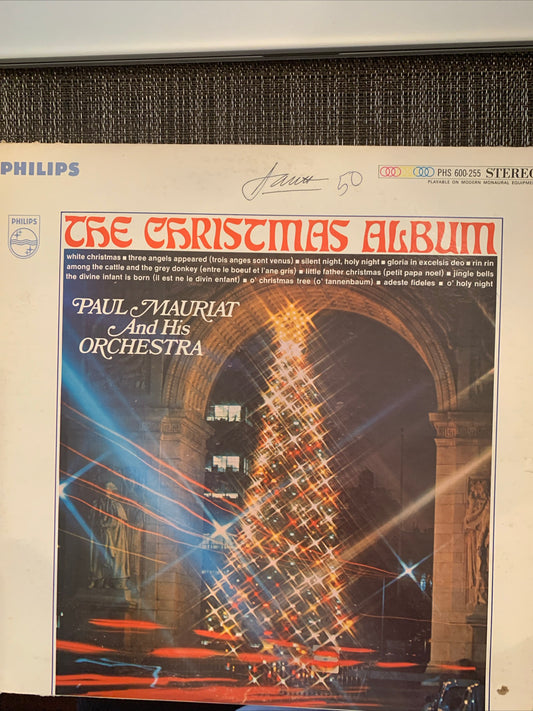 PHILIPS
50
PHS 600-255 STEREO
PLAYABLE ON MODERN MONAURAL EQUIPME
PHILIPS
THE CHRISTMAS ALBUM
white christmas ■ three angels appeared (trois anges sont venus) ■ silent night, holy night ■ gloria in excelsis deo ■ rin rin
among the cattle and the grey donkey (entre le boeuf et l'ane gris) ■ little father christmas (petit papa noel) ■ jingle bells
the divine infant is born (il est ne le divin enfant) ■ o' christmas tree (o' tannenbaum) ■ adeste fideles ■ o' holy night
PAUL MAURIAT
And His
ORCHESTRA